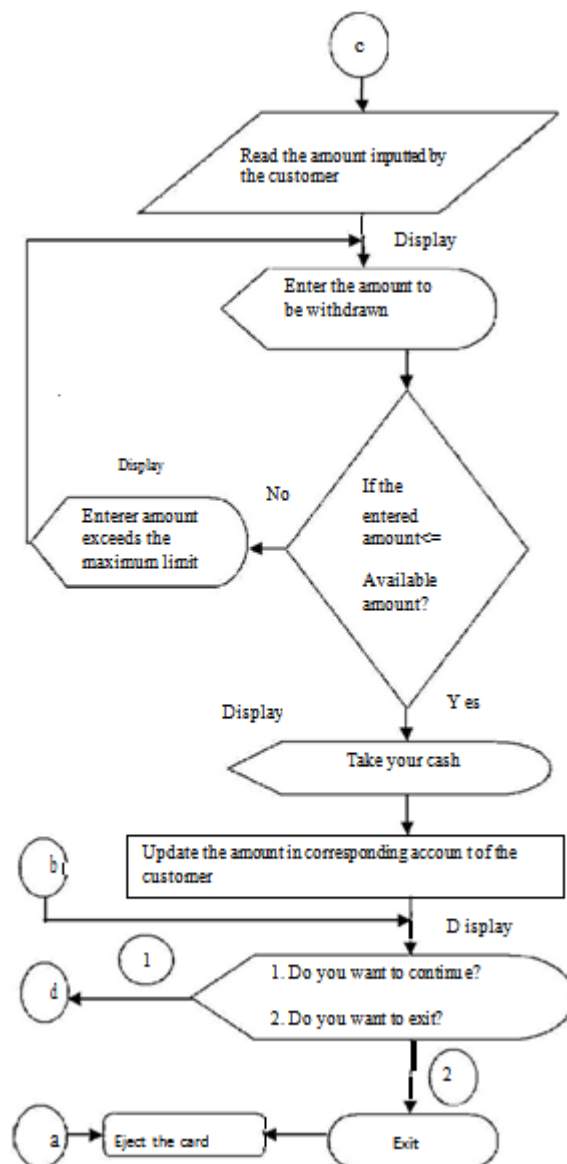 c
Read the amount inputted by
the customer
Display
Enter the amount to
be withdrawn
Display
No
If the
entered
amount<=
Available
amount?
Enterer amount
exceeds the
maximum limit
Y es
Display
Take your cash
b
Update the amount in corresponding accou nt of the
customer
D isplay
1
d
1. Do you want to continue?
2. Do you want to exit?
2
a
Eject the card
Exit